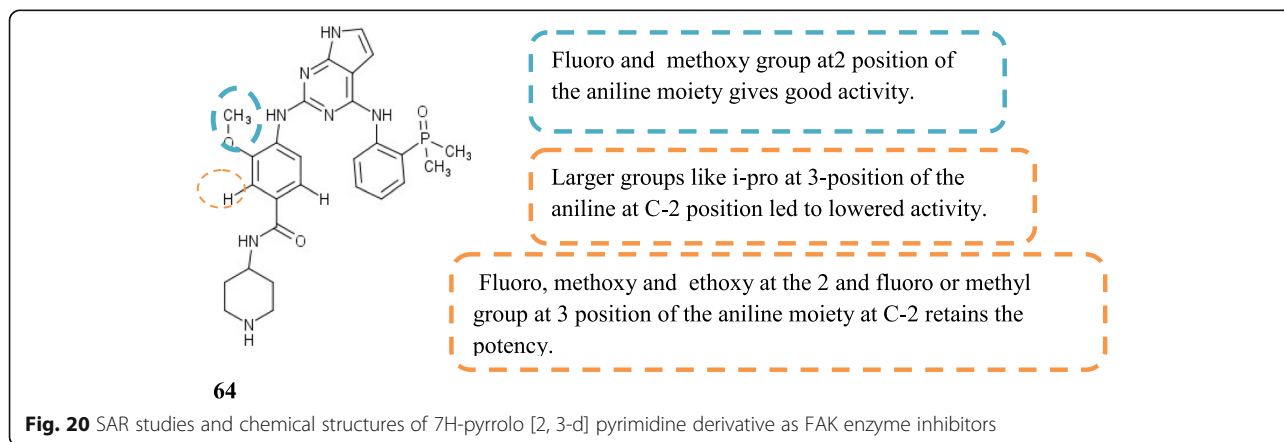 HN
N
CH3
HN
N
HN
O
O
P
CH3
CH3
H
H
HN
O
N
H
64
Fluoro and methoxy group at2 position of
the aniline moiety gives good activity.
Larger groups like i-pro at 3-position of the
aniline at C-2 position led to lowered activity.
Fluoro, methoxy and ethoxy at the 2 and fluoro or methyl
group at 3 position of the aniline moiety at C-2 retains the
potency.
Fig. 20 SAR studies and chemical structures of 7H-pyrrolo [2, 3-d] pyrimidine derivative as FAK enzyme inhibitors